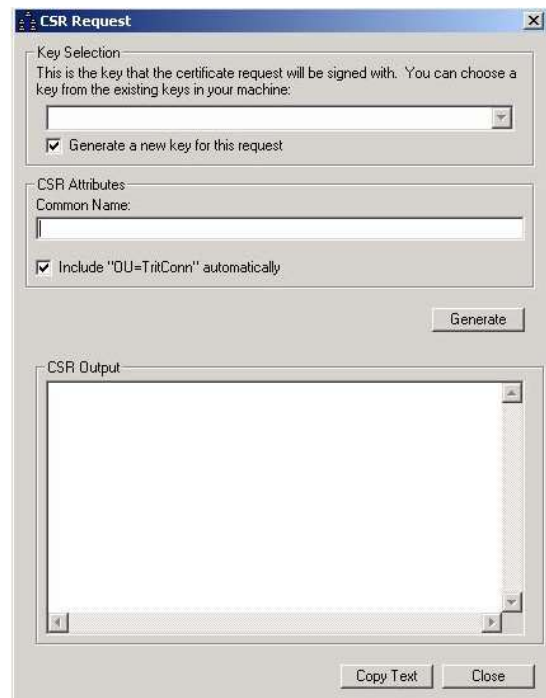 CSR Request
Key Selection
This is the key that the certificate request will be signed with. You can choose a
key from the existing keys in your machine:
Generate a new key for this request
CSR Attributes
Common Name:
Include "OU=TritConn" automatically
Generate
CSR Output
Copy Text
Close